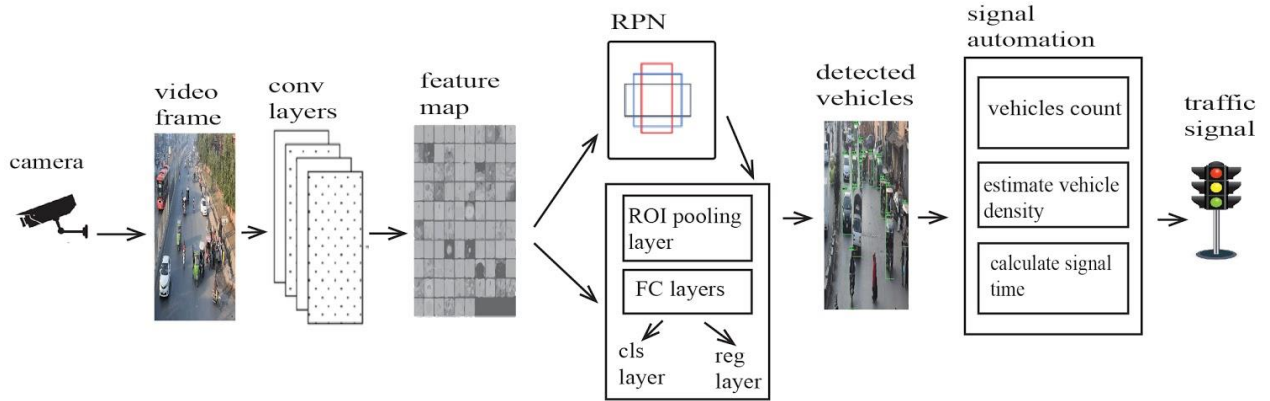 camera
video
frame
conv
layers
feature
map
RPN
ROI pooling
layer
FC layers
cls
layer
reg
layer
detected
vehicles
signal
automation
vehicles count
estimate vehicle
density
calculate signal
time
traffic
signal